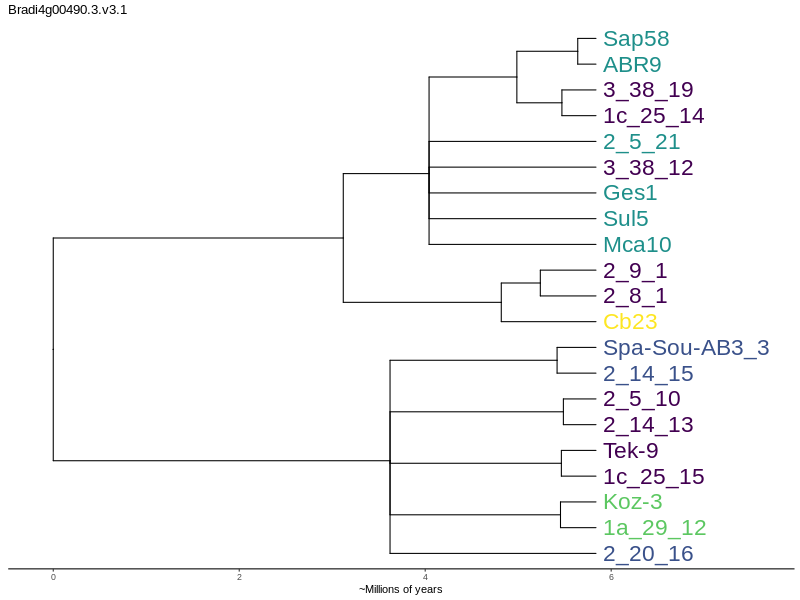 Bradi4g00490.3.v3.1
Sap58
ABR9
3_38_19
1c_25_14
2_5_21
3_38_12
Ges1
Sul5
Mca10
2_9_1
2_8_1
Cb23
Spa-Sou-AB3_3
2_14_15
2_5_10
2_14_13
Tek-9
1c_25_15
Koz-3
1a_29_12
2_20_16
0 2 4 6
~Millions of years